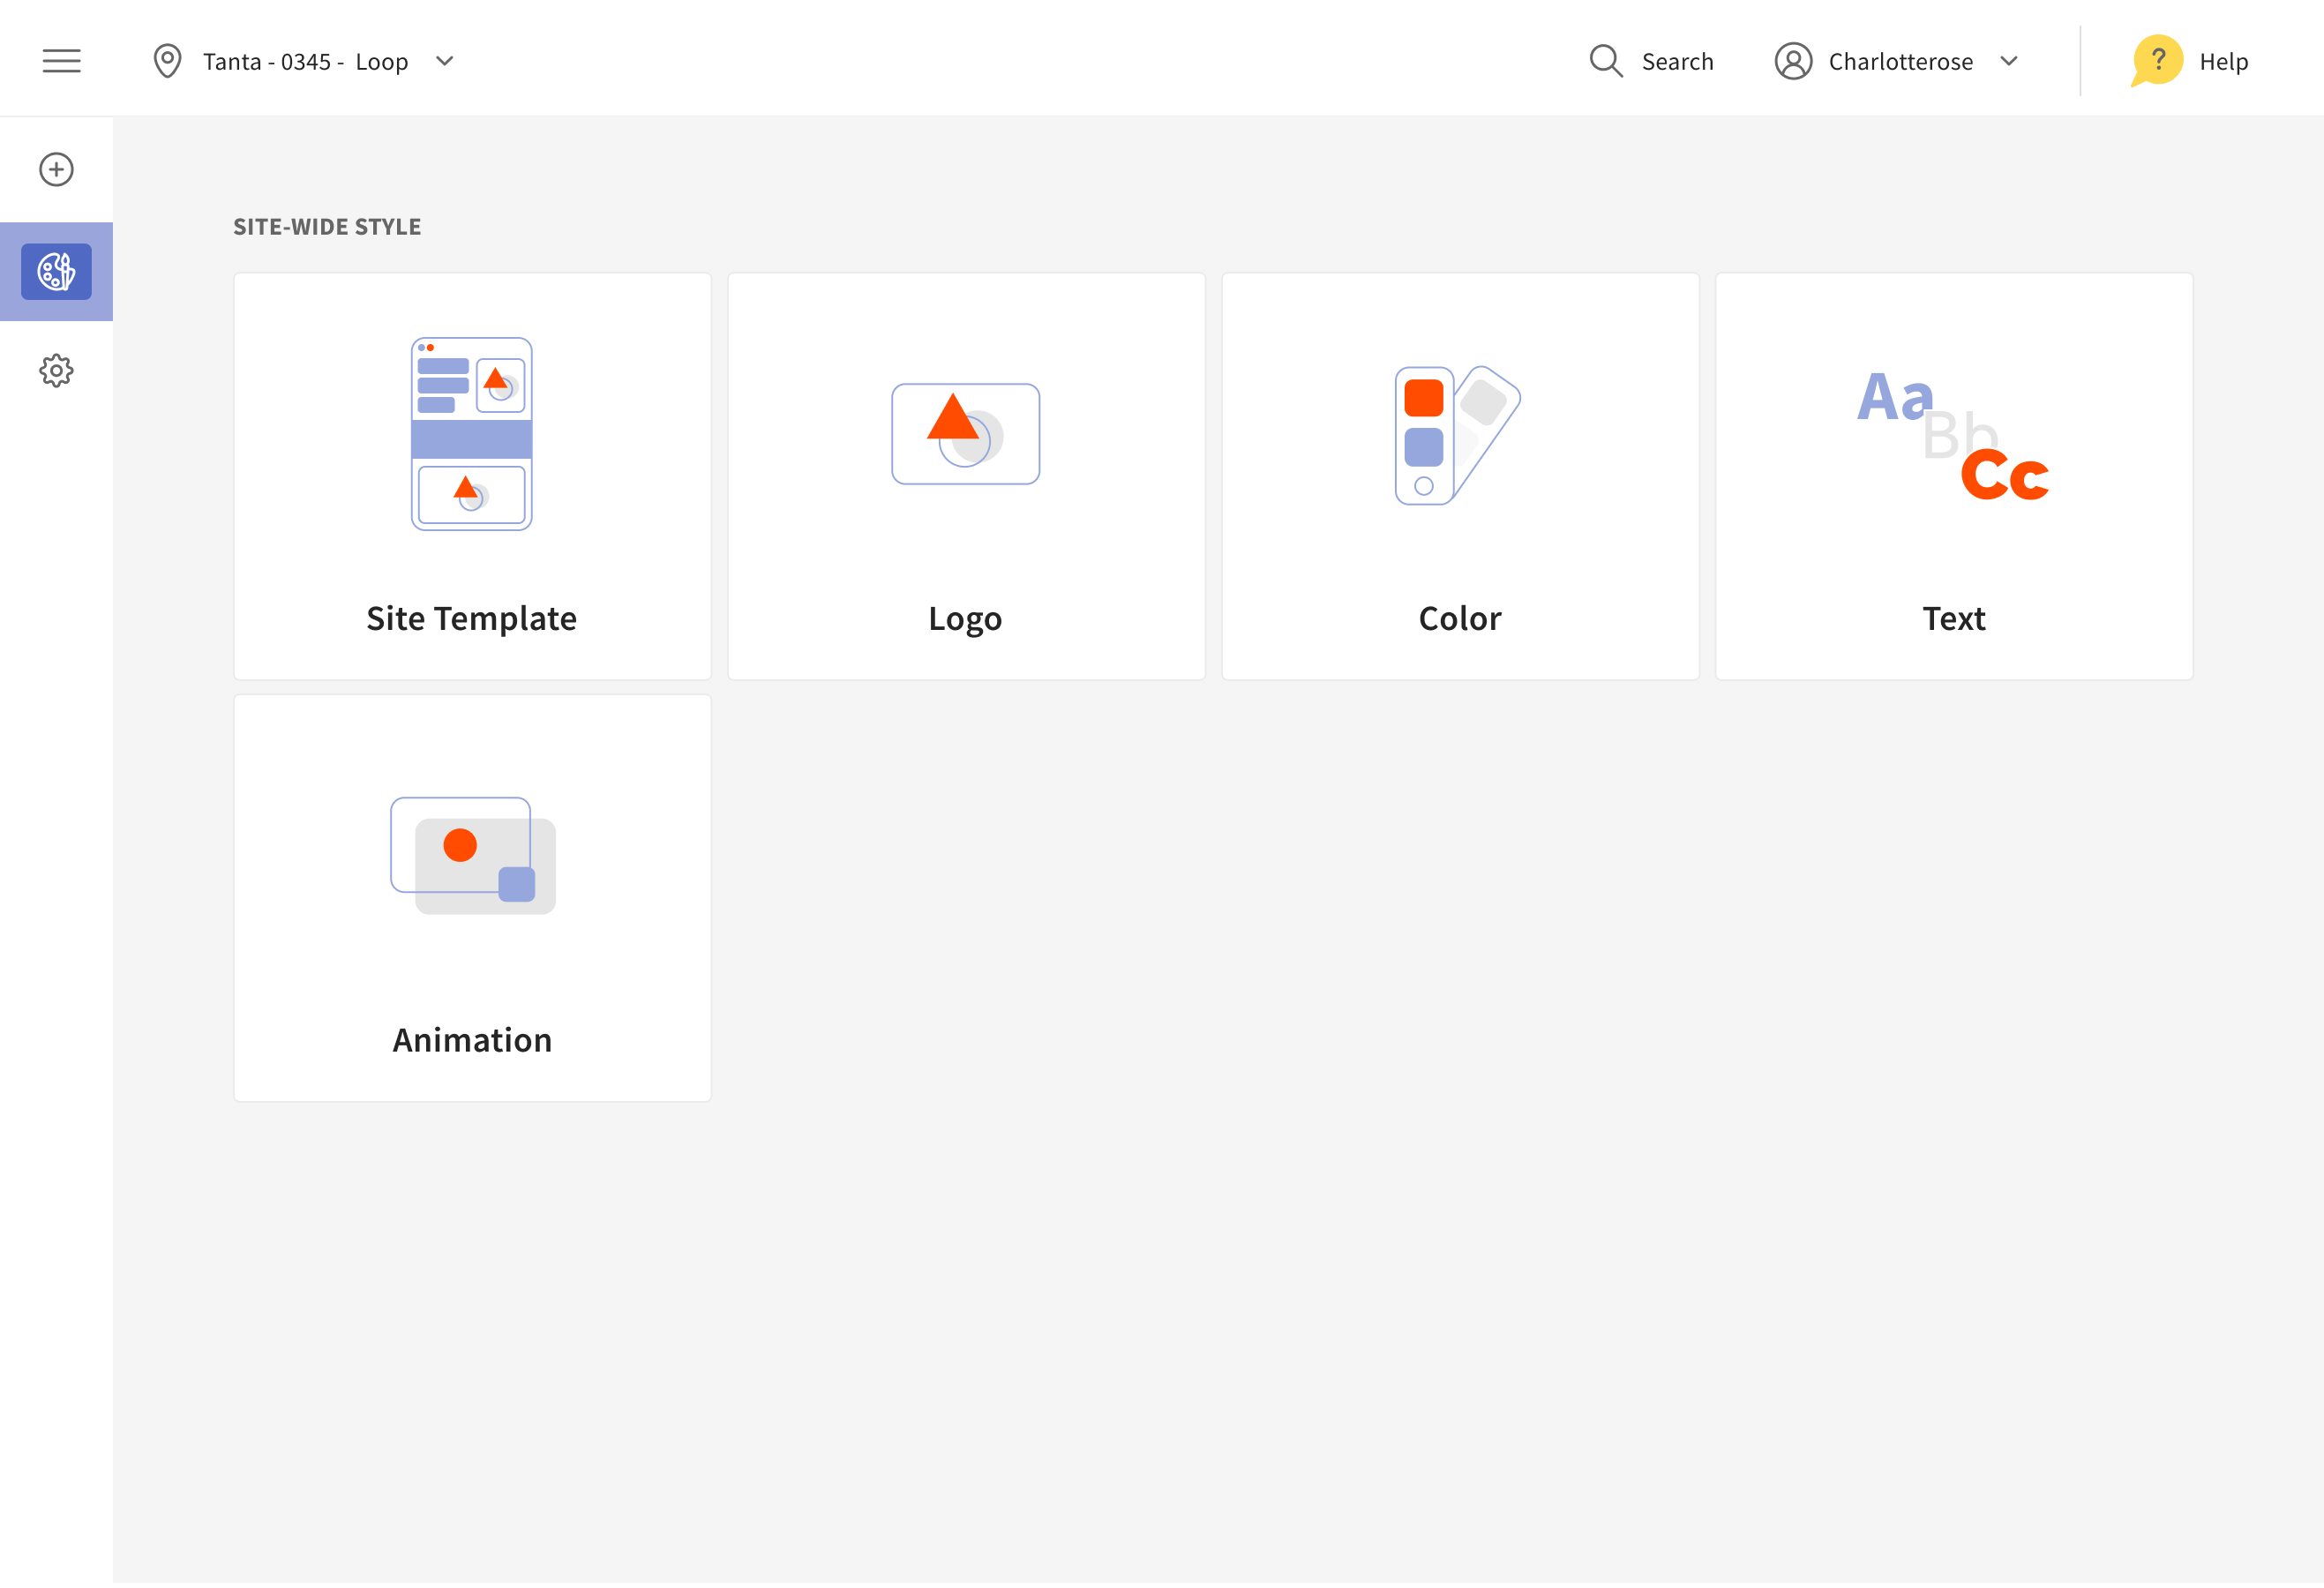 Tanta - 0345 - Loop
Search
Charlotterose
? Help
SITE-WIDE STYLE
Aa
Bb
Cc
Site Template
Logo
Color
Text
Animation